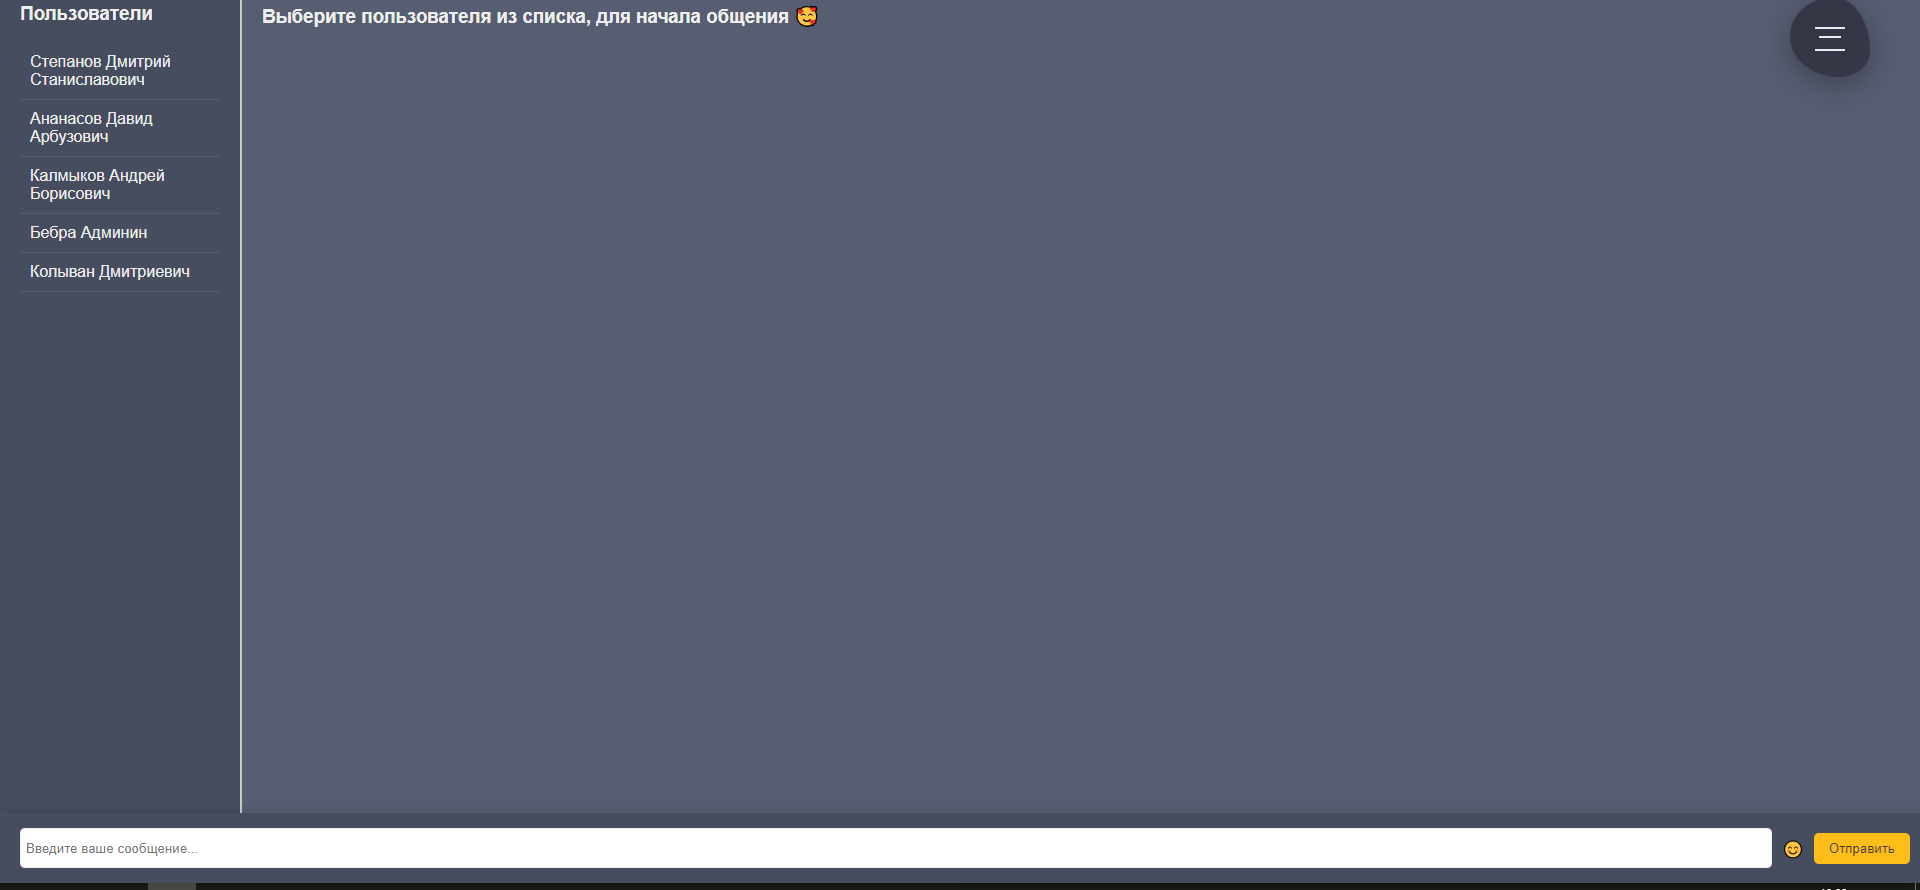 Пользователи
Выберите пользователя из списка, для начала общения 🥰
Степанов Дмитрий
Станиславович
Ананасов Давид
Арбузович
Калмыков Андрей
Борисович
Бебра Админин
Колыван Дмитриевич
Введите ваше сообщение...
😊
Отправить